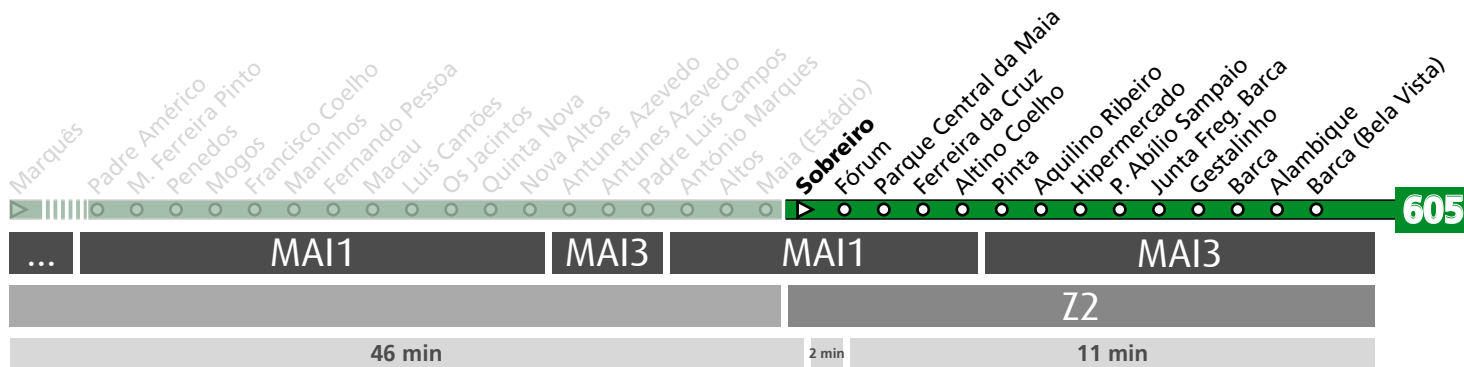 Marquês
Padre Américo
M. Ferreira Pinto
Penedos
Mogos
Francisco Coelho
Maninhos
Fernando Pessoa
Macau
Luis Camões
Os Jacintos
Quinta Nova
Nova Altos
Antunes Azevedo
Antunes Azevedo
Padre Luis Campos
António Marques
Altos
Maia (Estádio)
Sobreiro
Fórum
Parque Central da Maia
Ferreira da Cruz
Altino Coelho
Pinta
Aquilino Ribeiro
Hipermercado
P. Abílio Sampaio
Junta Freg. Barca
Gestalinho
Barca
Alambique
Barca (Bela Vista)
605
... MAI1 MAI3 MAI1 MAI3
Z2
46 min 2 min 11 min